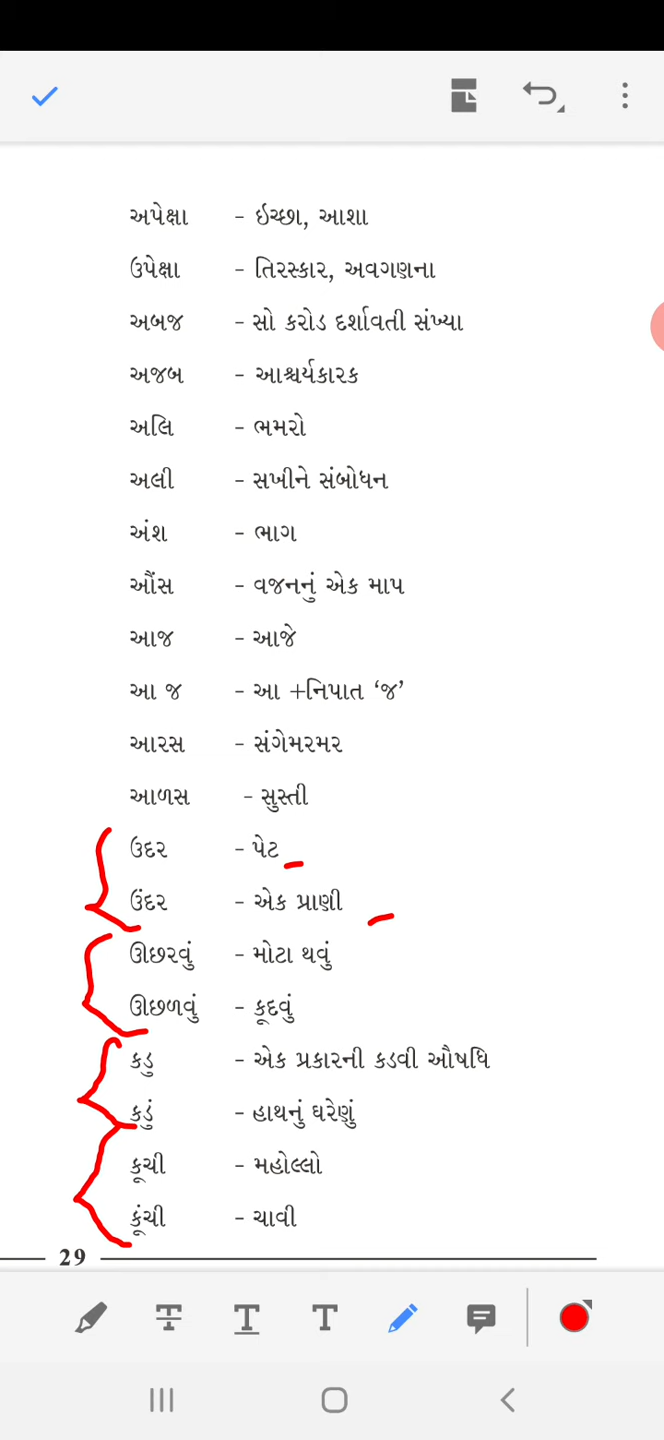 અપેક્ષા - ઇચ્છા, આશા
ઉપેક્ષા - તિરસ્કાર, અવગણના
અબજ - સો કરોડ દર્શાવતી સંખ્યા
અજબ - આશ્ચર્યકારક
અલિ - ભમરો
અલી - સખીને સંબોધન
અંશ - ભાગ
ઔંસ - વજનનું એક માપ
આજ - આજે
આ જ - આ +નિપાત ‘જ’
આરસ - સંગેમરમર
આળસ - સુસ્તી
ઉદર - પેટ
ઉંદર - એક પ્રાણી
ઊછરવું - મોટા થવું
ઊછળવું - કૂદવું
કડુ - એક પ્રકારની કડવી ઔષધિ
કડું - હાથનું ઘરેણું
કૂચી - મહોલ્લો
કૂંચી - ચાવી
29
T T T